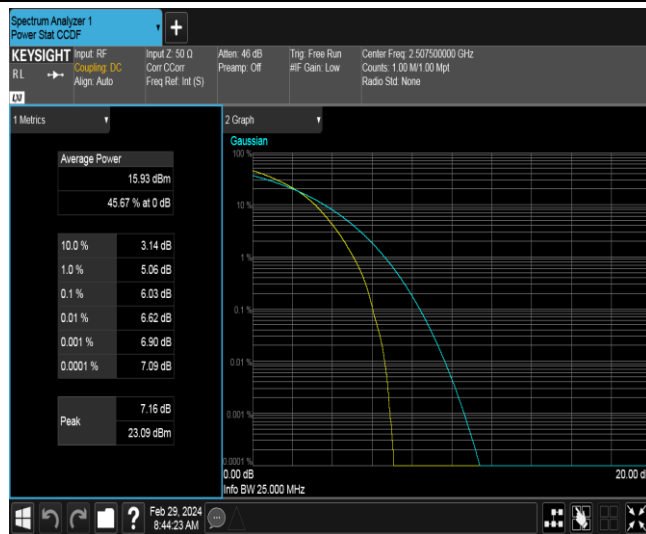 Spectrum Analyzer 1
Power Stat CCDF
+
KEYSIGHT
RL
LXI
Input: RF
Coupling: DC
Align: Auto
Input Z: 50 Ω
Corr CCorr
Freq Ref: Int (S)
Atten: 46 dB
Preamp: Off
Trig: Free Run
#IF Gain: Low
Center Freq: 2.507500000 GHz
Counts: 1.00 M/1.00 Mpt
Radio Std: None
1 Metrics
Average Power
15.93 dBm
45.67 % at 0 dB
10.0 % 3.14 dB
1.0 % 5.06 dB
0.1 % 6.03 dB
0.01 % 6.62 dB
0.001 % 6.90 dB
0.0001 % 7.09 dB
Peak
7.16 dB
23.09 dBm
2 Graph
Gaussian
100 %
10 %
1 %
0.1 %
0.01 %
0.001 %
0.0001 %
0.00 dB 20.00 d
Info BW 25.000 MHz
?
Feb 29, 2024
8:44:23 AM